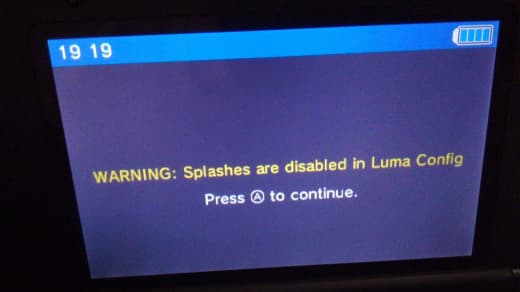 19 19
WARNING: Splashes are disabled in Luma Config
Press Ⓐ to continue.